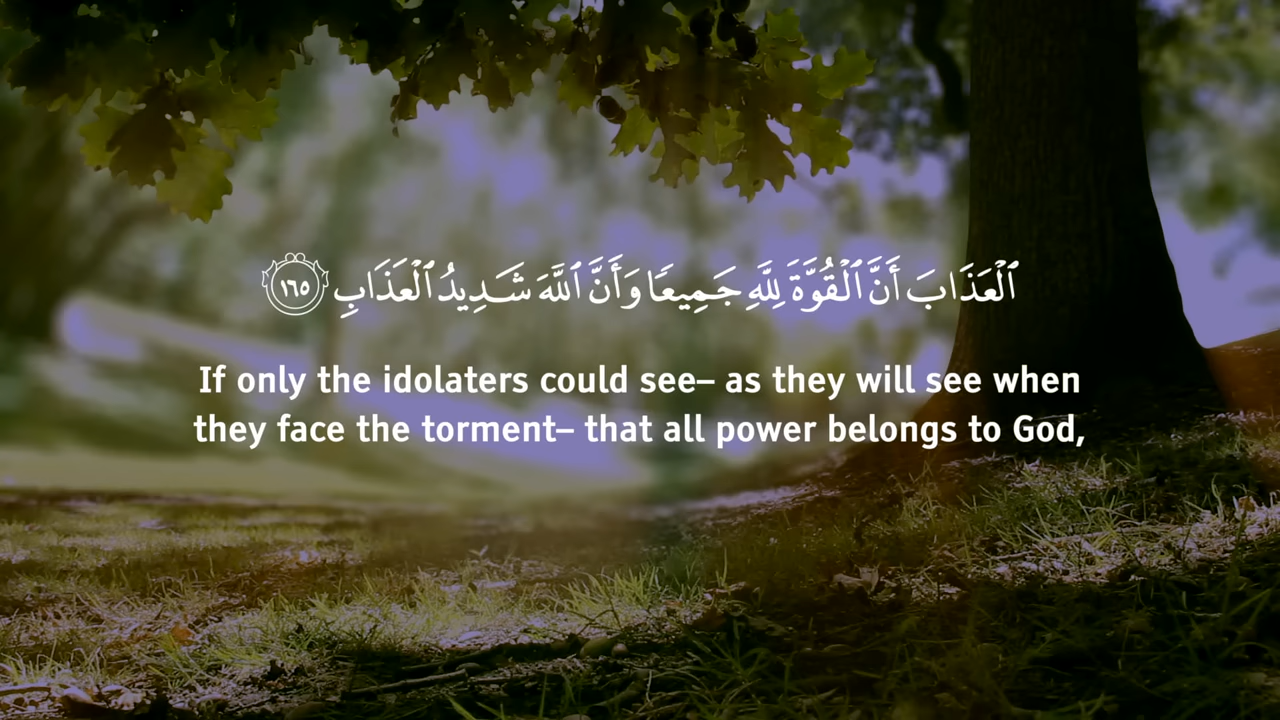 ٱلْعَذَابَ أَنَّ ٱلْقُوَّةَ لِلَّهِ جَمِيعًا وَأَنَّ ٱللَّهَ شَدِيدُ ٱلْعَذَابِ ١٦٥
If only the idolaters could see– as they will see when
they face the torment– that all power belongs to God,